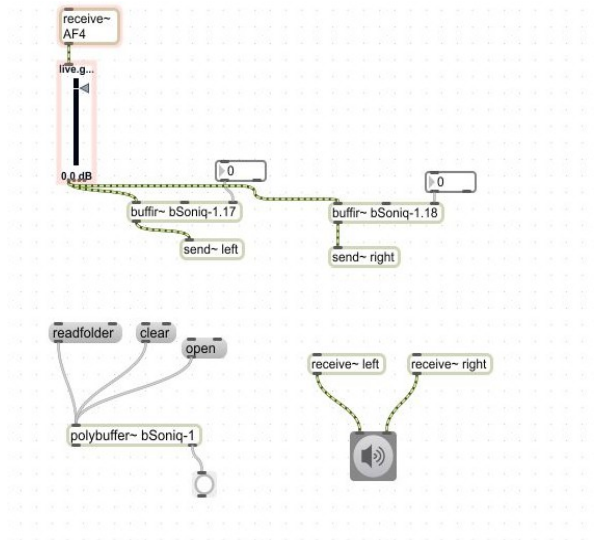 receive~
AF4
live.g...
0.0 dB
0
0
buffir~ bSoniq-1.17
buffir~ bSoniq-1.18
send~ left
send~ right
readfolder
clear
open
receive~ left
receive~ right
polybuffer~ bSoniq-1